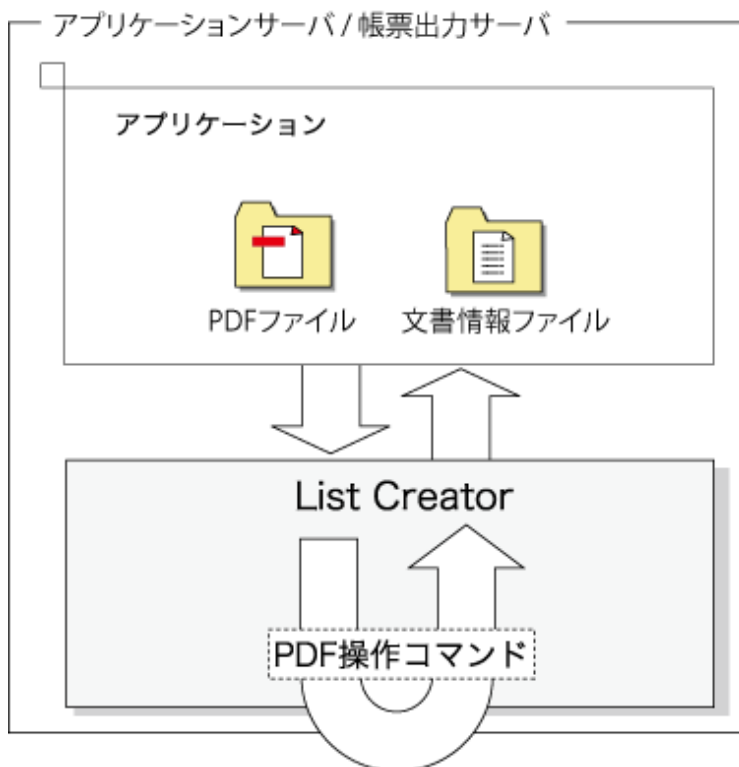 アプリケーションサーバ / 帳票出力サーバ
アプリケーション
PDFファイル
文書情報ファイル
List Creator
PDF操作コマンド